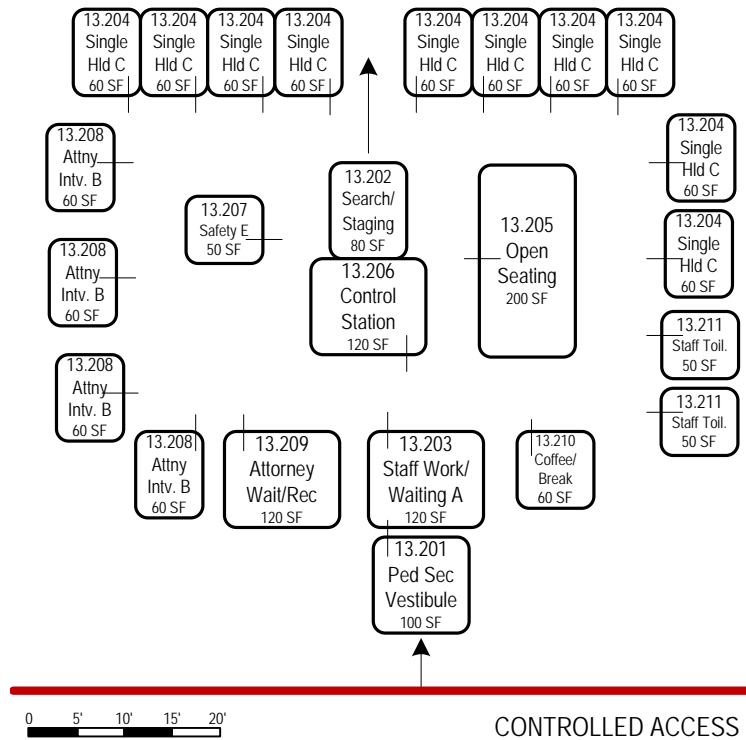 13.204
Single
Hld C
60 SF
13.204
Single
Hld C
60 SF
13.204
Single
Hld C
60 SF
13.204
Single
Hld C
60 SF
13.204
Single
Hld C
60 SF
13.204
Single
Hld C
60 SF
13.204
Single
Hld C
60 SF
13.204
Single
Hld C
60 SF
13.208
Attny
Intv. B
60 SF
13.204
Single
Hld C
60 SF
13.202
Search/
Staging
80 SF
13.207
Safety E
50 SF
13.205
Open
Seating
200 SF
13.204
Single
Hld C
60 SF
13.208
Attny
Intv. B
60 SF
13.206
Control
Station
120 SF
13.211
Staff Toil.
50 SF
13.208
Attny
Intv. B
60 SF
13.211
Staff Toil.
50 SF
13.208
Attny
Intv. B
60 SF
13.209
Attorney
Wait/Rec
120 SF
13.203
Staff Work/
Waiting A
120 SF
13.210
Coffee/
Break
60 SF
13.201
Ped Sec
Vestibule
100 SF
0 5' 10' 15' 20'
CONTROLLED ACCESS